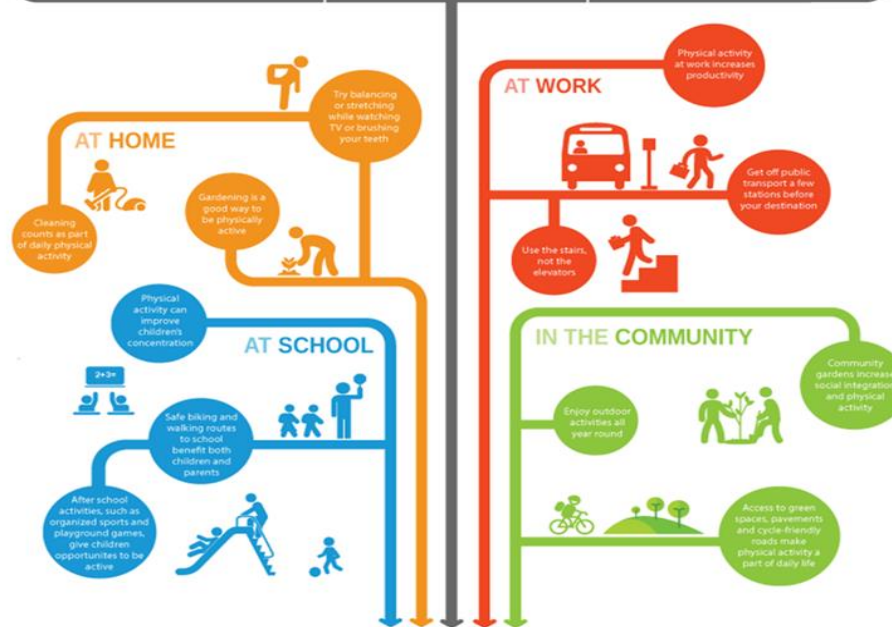 AT HOME
Try balancing
or stretching
while watching
TV or brushing
your teeth
Gardening is a
good way to
be physically
active
Cleaning
counts as part
of daily physical
activity
AT SCHOOL
Physical
activity can
improve
children's
concentration
2+3=
Safe biking and
walking routes
to school
benefit both
children and
parents
After school
activities, such as
organized sports and
playground games,
give children
opportunites to be
active
AT WORK
Physical activity
at work increases
productivity
Get off public
transport a few
stations before
your destination
Use the stairs,
not the
elevators
IN THE COMMUNITY
Community
gardens increase
social integration
and physical
activity
Enjoy outdoor
activities all
year round
Access to green
spaces, pavements
and cycle-friendly
roads make
physical activity a
part of daily life